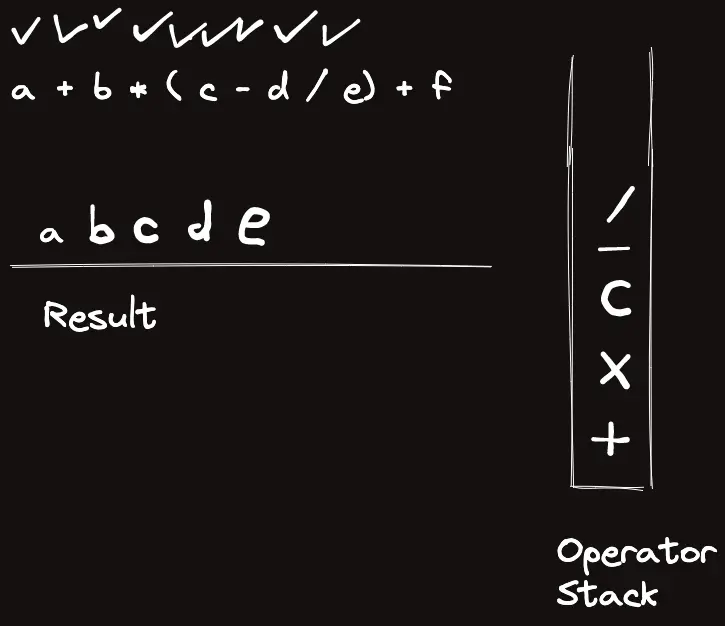 a + b * ( c - d / e) + f
a b c d e
Result
/
-
C
X
+
Operator
Stack